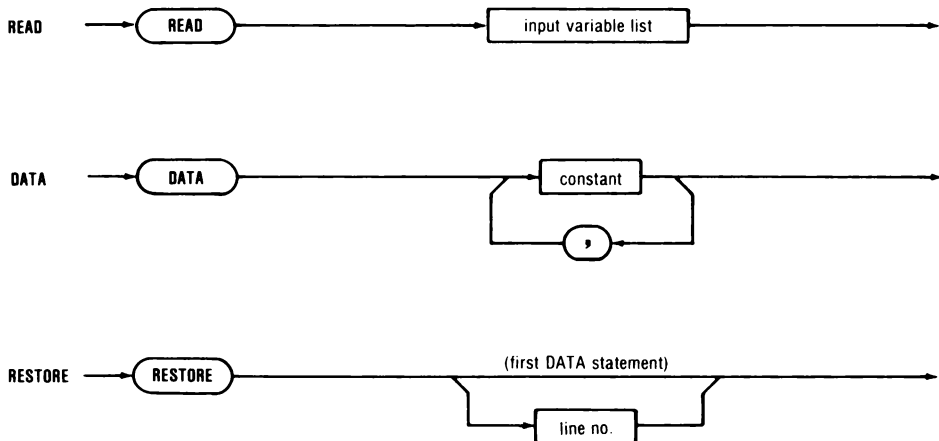 READ READ input variable list
DATA DATA constant
,
(first DATA statement)
RESTORE RESTORE
line no.